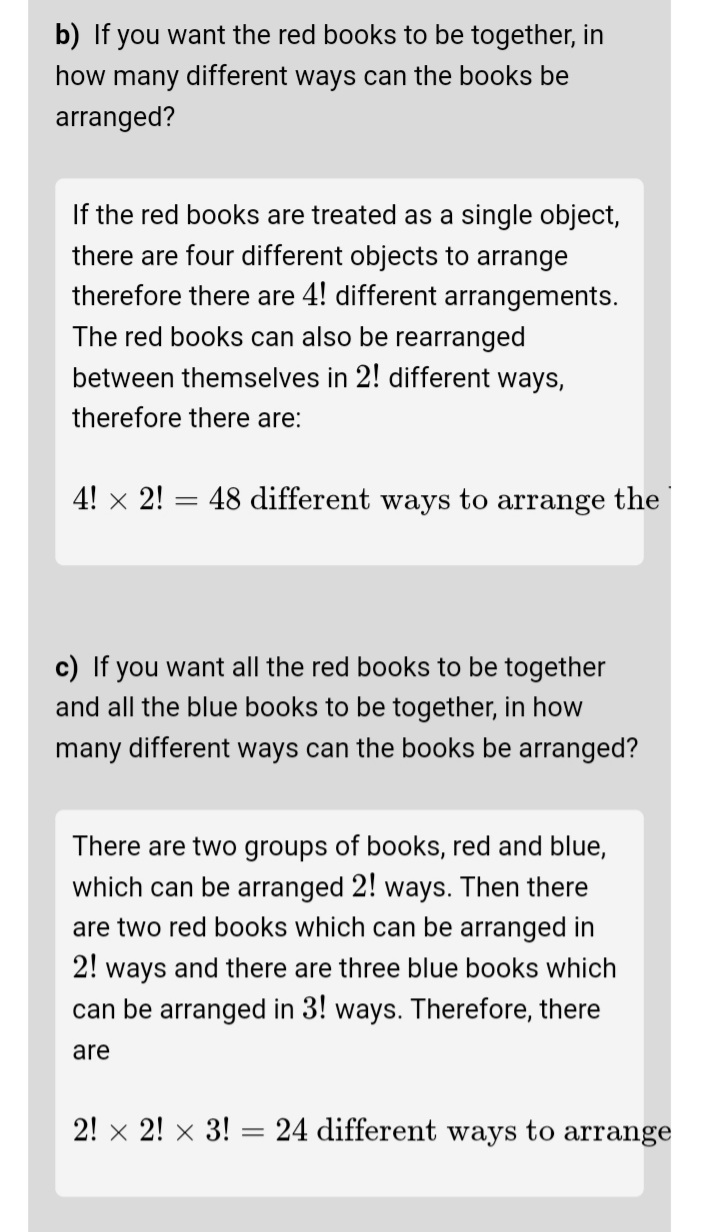 b) If you want the red books to be together, in
how many different ways can the books be
arranged?
If the red books are treated as a single object,
there are four different objects to arrange
therefore there are 4! different arrangements.
The red books can also be rearranged
between themselves in 2! different ways,
therefore there are:
4! × 2! = 48 different ways to arrange the
c) If you want all the red books to be together
and all the blue books to be together, in how
many different ways can the books be arranged?
There are two groups of books, red and blue,
which can be arranged 2! ways. Then there
are two red books which can be arranged in
2! ways and there are three blue books which
can be arranged in 3! ways. Therefore, there
are
2! × 2! × 3! = 24 different ways to arrange